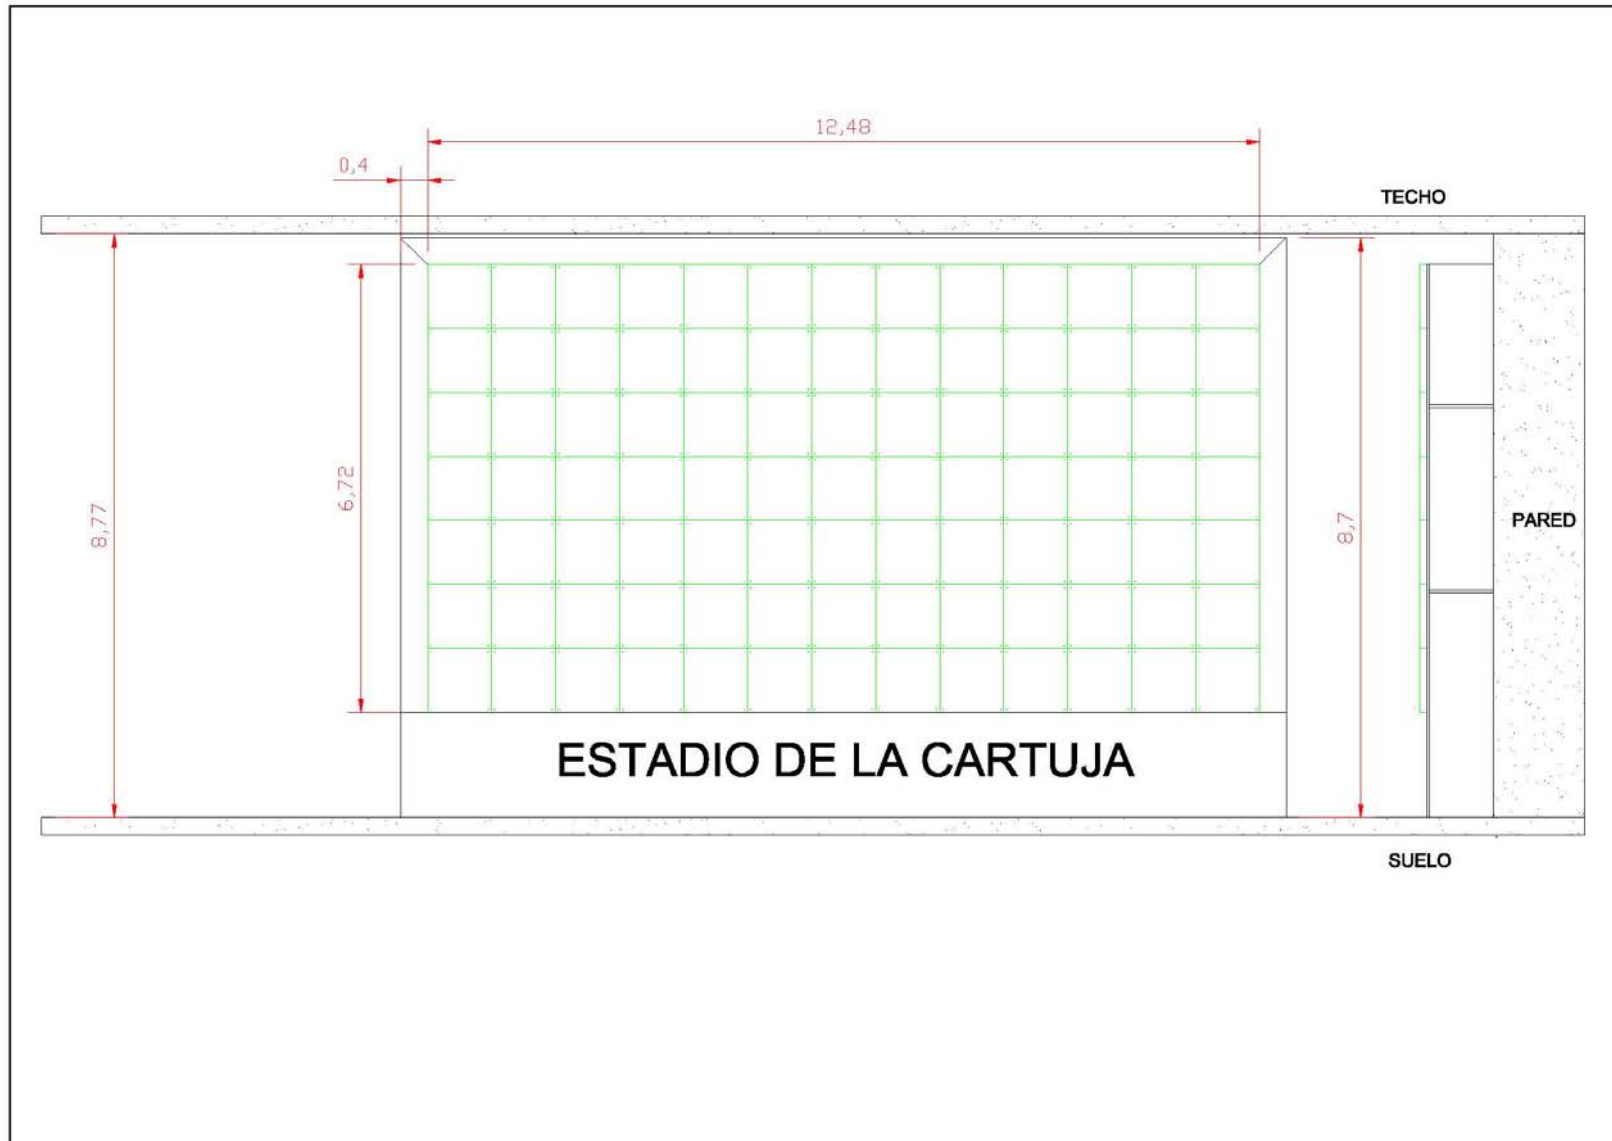 12,48
0,4
TECHO
6,72
8,77
8,7
PARED
ESTADIO DE LA CARTUJA
SUELO